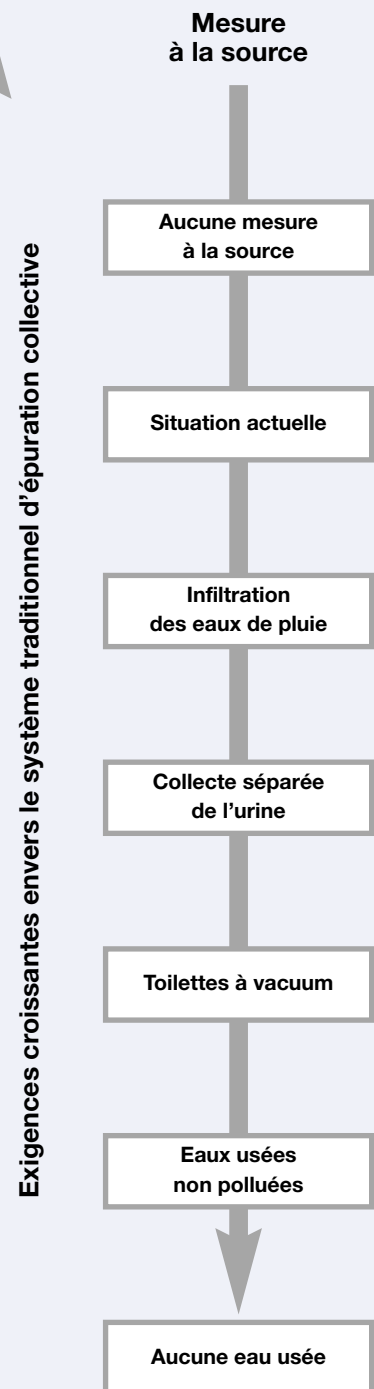 Mesure
à la source
Exigences croissantes envers le système traditionnel d’épuration collective
Aucune mesure
à la source
Situation actuelle
Infiltration
des eaux de pluie
Collecte séparée
de l’urine
Toilettes à vacuum
Eaux usées
non polluées
Aucune eau usée